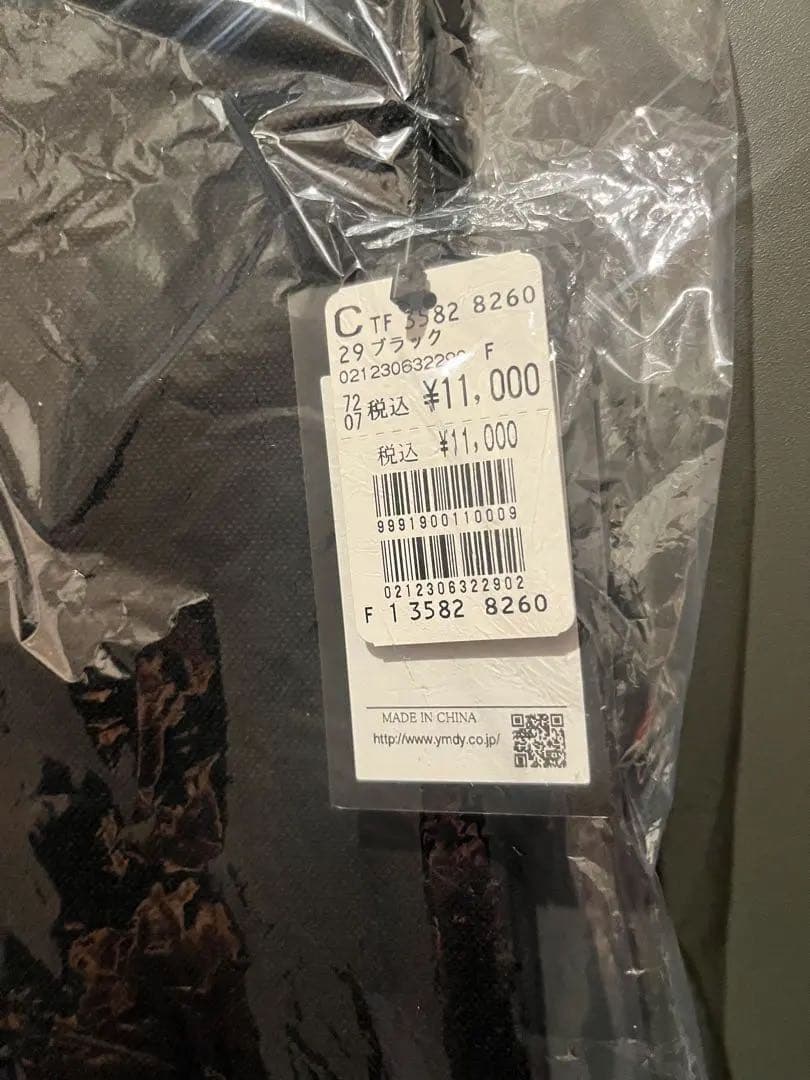 C TF 3582 8260
29 ブラック
F
72
07 税込 ¥11,000
税込 ¥11,000
9991900110009
0212306322902
F 1 3582 8260
MADE IN CHINA
http://www.ymdy.co.jp/